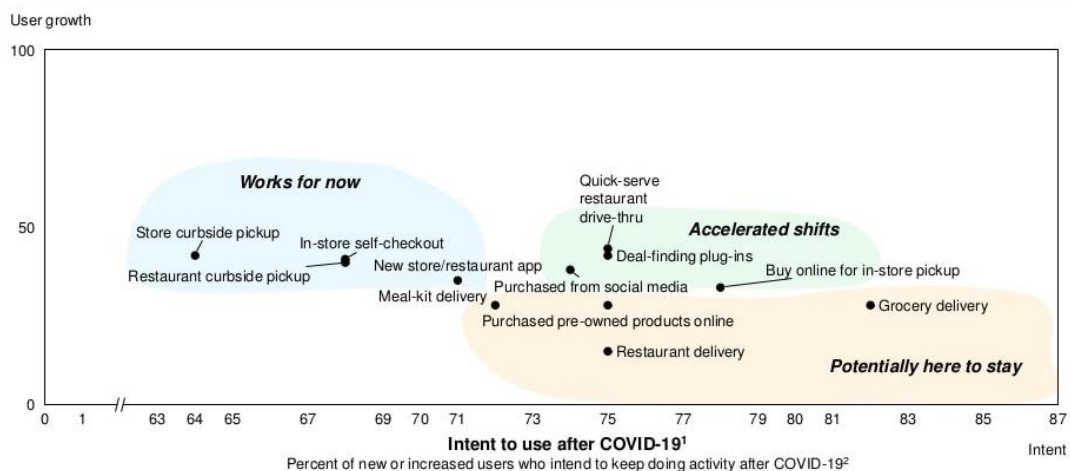 User growth
100
Works for now
Quick-serve
restaurant
drive-thru
50
Accelerated shifts
Store curbside pickup
In-store self-checkout
Deal-finding plug-ins
Restaurant curbside pickup
New store/restaurant app
Buy online for in-store pickup
Purchased from social media
Meal-kit delivery
Grocery delivery
Purchased pre-owned products online
Restaurant delivery
Potentially here to stay
0
0 1 // 63 64 65 67 69 70 71 73 75 77 79 80 81 83 85 87
Intent to use after COVID-19¹
Intent
Percent of new or increased users who intend to keep doing activity after COVID-19²